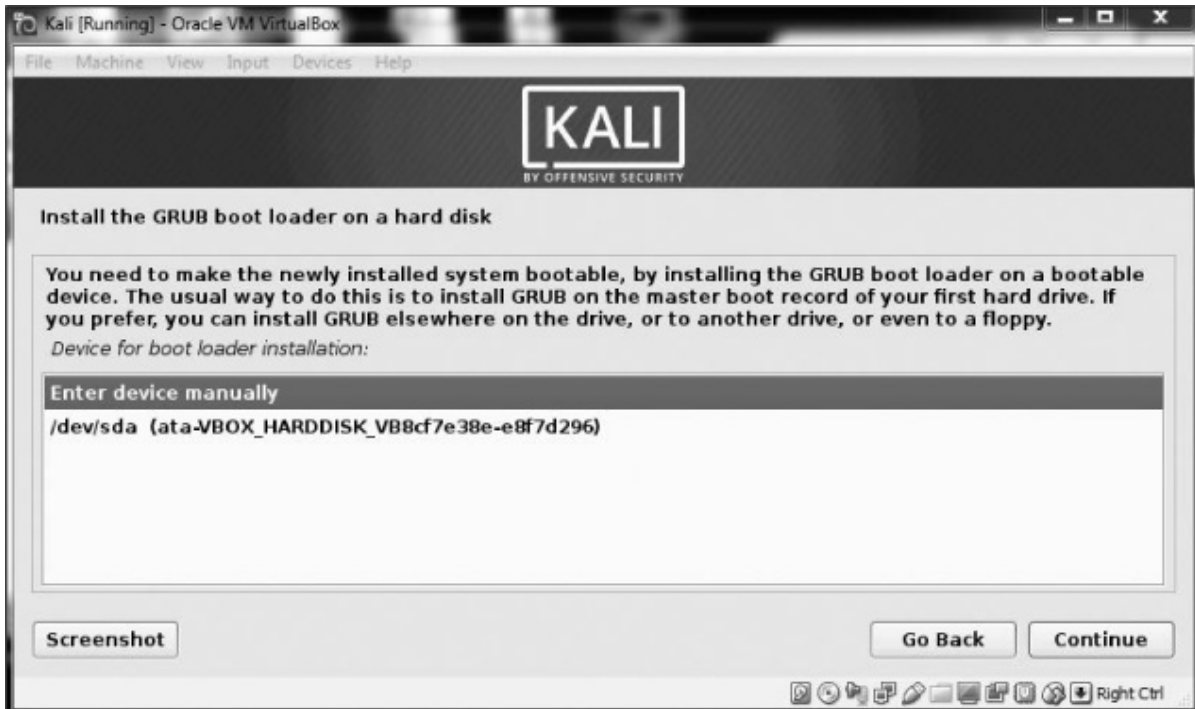 Kali [Running] - Oracle VM VirtualBox
File Machine View Input Devices Help
KALI
BY OFFENSIVE SECURITY
Install the GRUB boot loader on a hard disk
You need to make the newly installed system bootable, by installing the GRUB boot loader on a bootable
device. The usual way to do this is to install GRUB on the master boot record of your first hard drive. If
you prefer, you can install GRUB elsewhere on the drive, or to another drive, or even to a floppy.
Device for boot loader installation:
Enter device manually
/dev/sda (ata-VBOX_HARDDISK_VB8cf7e38e-e8f7d296)
Screenshot
Go Back
Continue
Right Ctrl